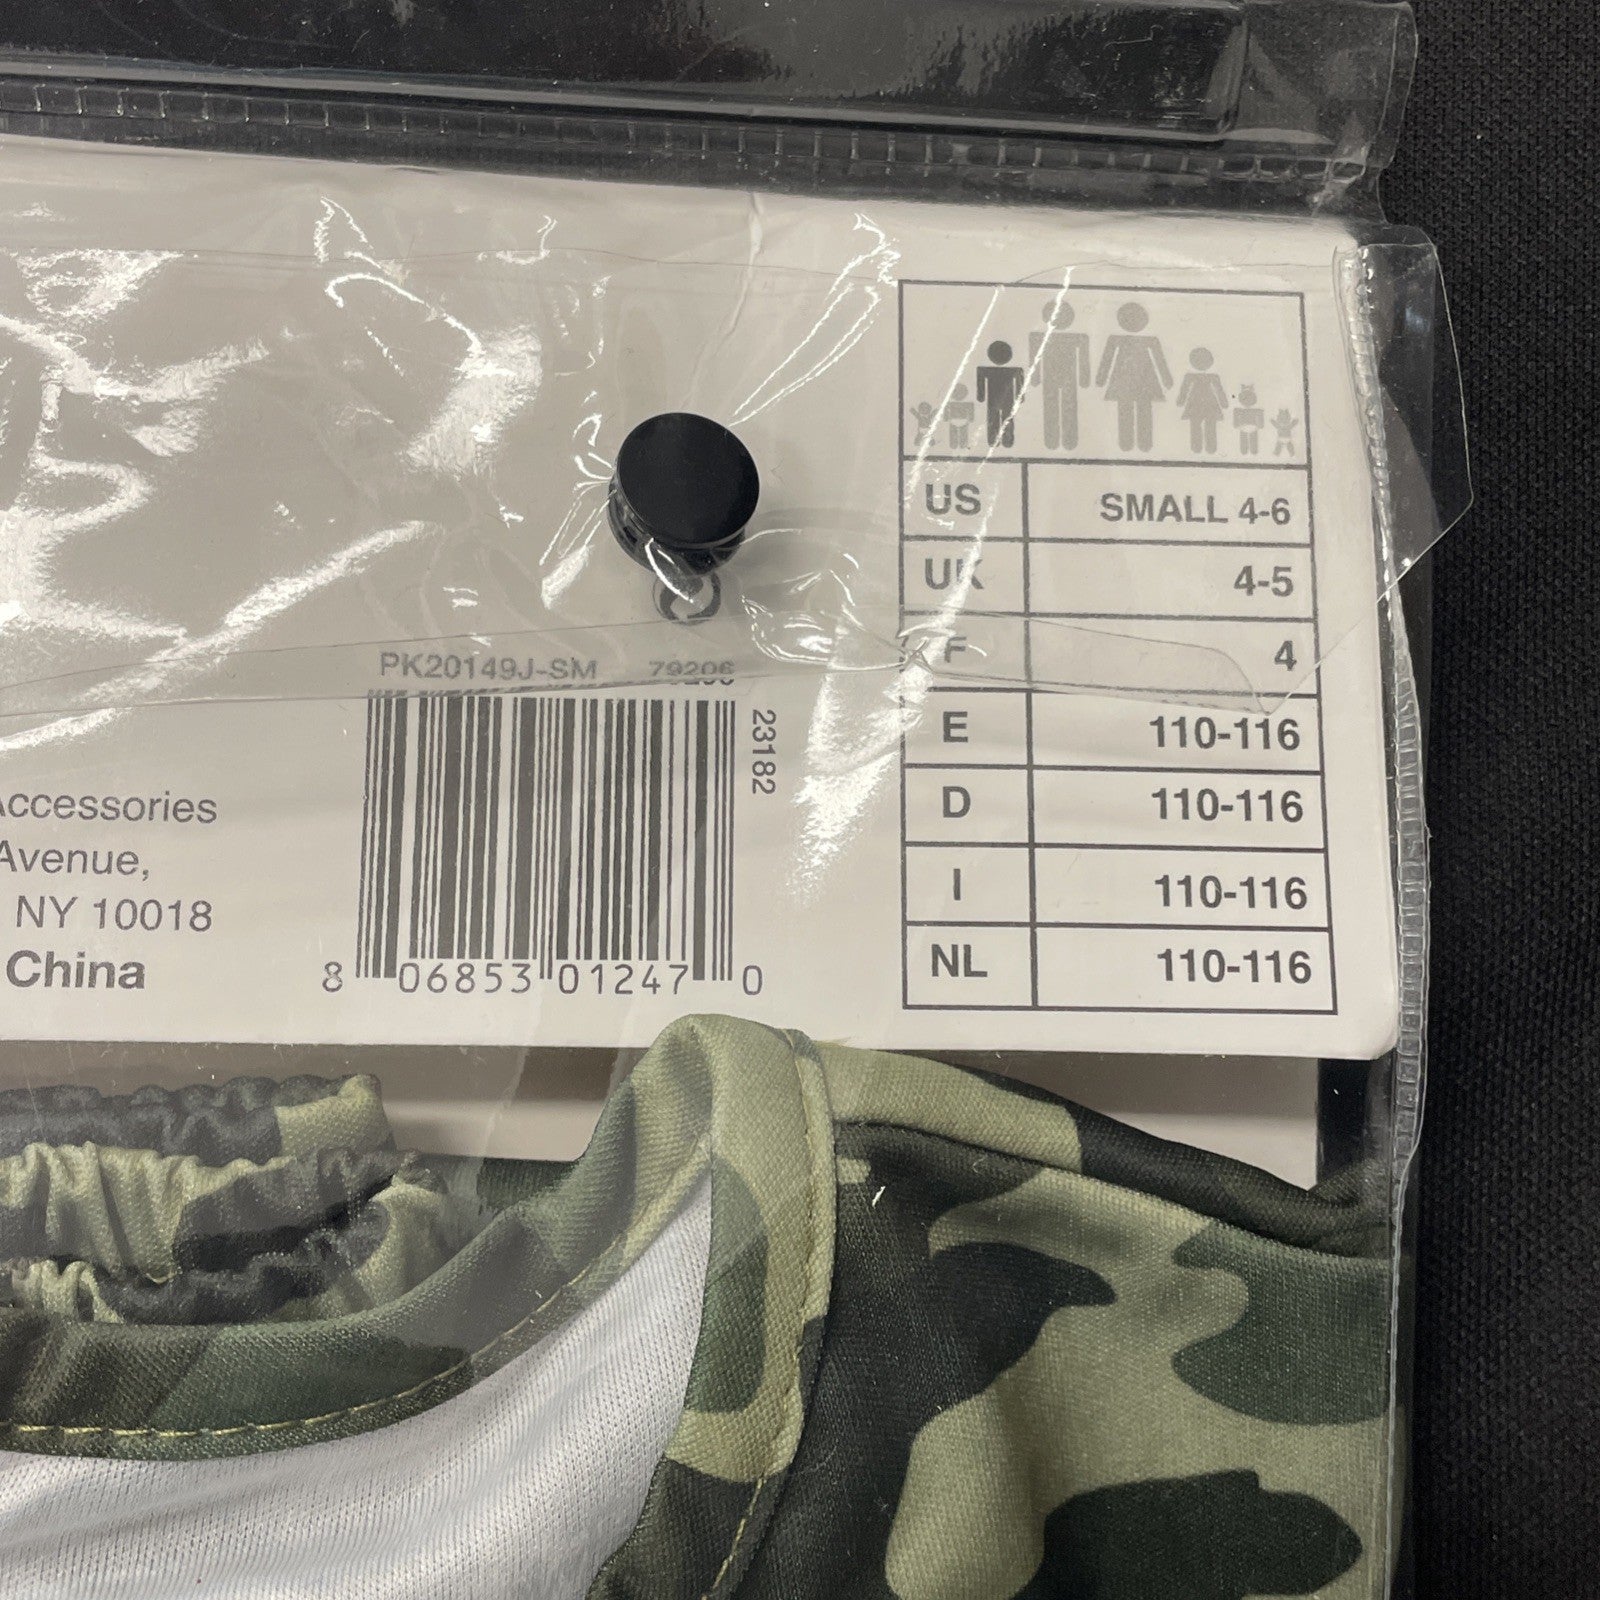 PK20149J-SM 79206
23182
8 06853 01247 0
Accessories
Avenue,
NY 10018
China
US SMALL 4-6
UK 4-5
F 4
E 110-116
D 110-116
I 110-116
NL 110-116